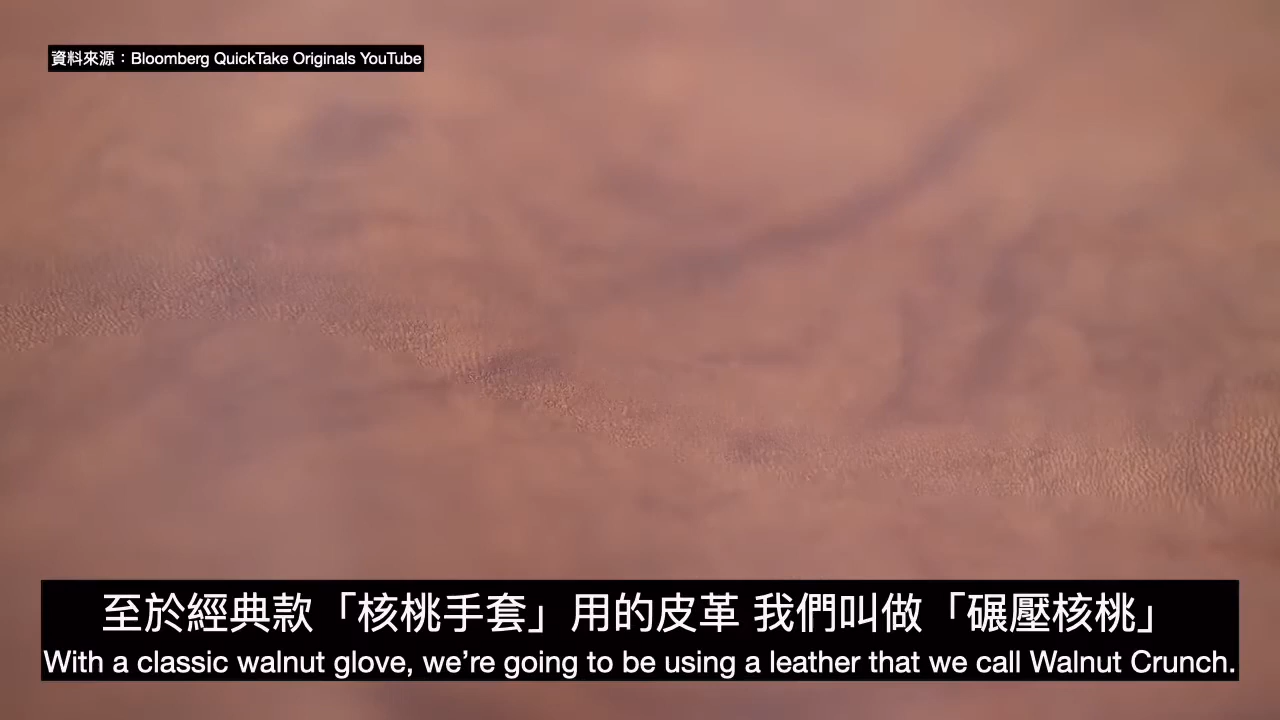 資料來源：Bloomberg QuickTake Originals YouTube
至於經典款「核桃手套」用的皮革 我們叫做「碾壓核桃」
With a classic walnut glove, we’re going to be using a leather that we call Walnut Crunch.